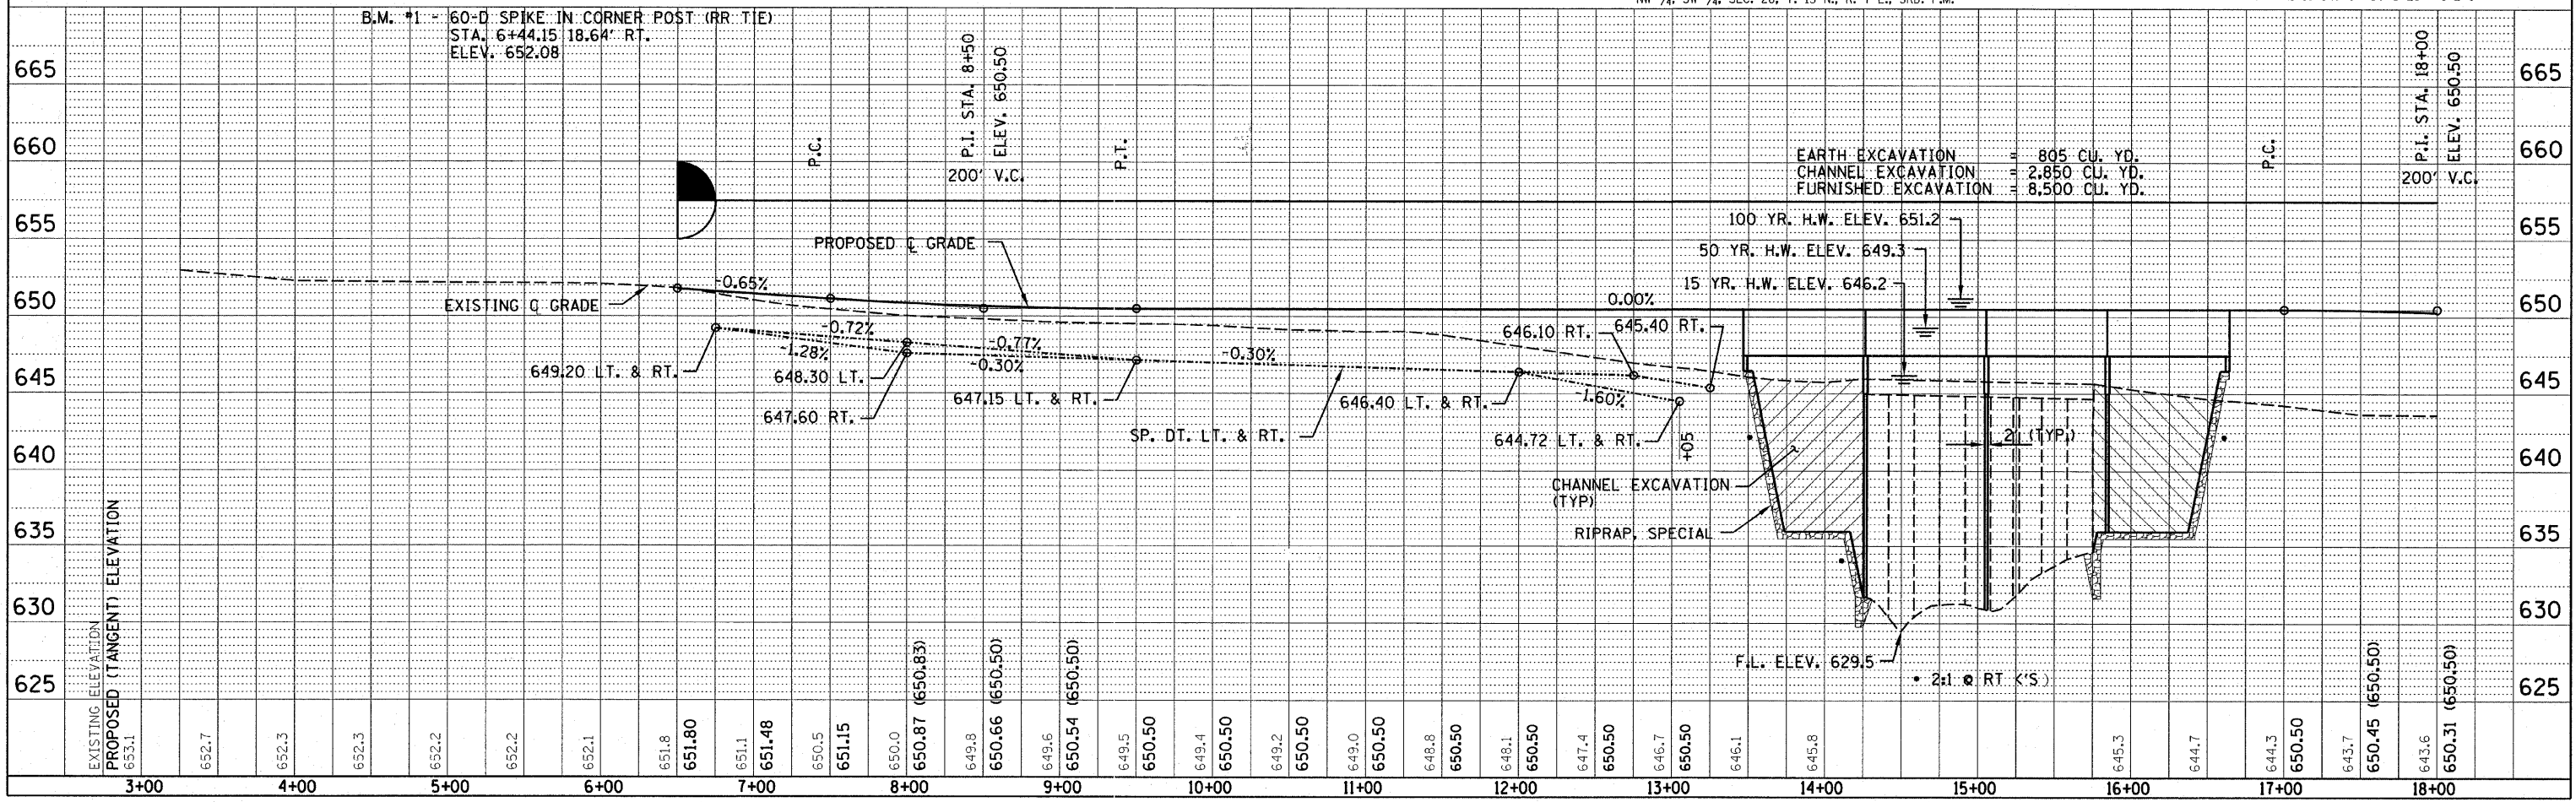 B.M. #1 - 60-D SPIKE IN CORNER POST (RR TIE)
STA. 6+44.15 18.64' RT.
ELEV. 652.08
P.C.
P.I. STA. 8+50
ELEV. 650.50
200' V.C.
P.T.
P.C.
P.I. STA. 18+00
ELEV. 650.50
200' V.C.
EARTH EXCAVATION = 805 CU. YD.
CHANNEL EXCAVATION = 2,850 CU. YD.
FURNISHED EXCAVATION = 8,500 CU. YD.
665
660
655
650
645
640
635
630
625
665
660
655
650
645
640
635
630
625
100 YR. H.W. ELEV. 651.2
50 YR. H.W. ELEV. 649.3
15 YR. H.W. ELEV. 646.2
PROPOSED ℄ GRADE
EXISTING ℄ GRADE
-0.65%
0.00%
-0.72%
-0.77%
-1.28%
-0.30%
-0.30%
-1.60%
649.20 LT. & RT.
648.30 LT.
647.60 RT.
647.15 LT. & RT.
646.10 RT.
645.40 RT.
646.40 LT. & RT.
644.72 LT. & RT.
+05
SP. DT. LT. & RT.
2' (TYP.)
CHANNEL EXCAVATION
(TYP)
RIPRAP, SPECIAL
F.L. ELEV. 629.5
• 2:1 @ RT ∠'S
EXISTING ELEVATION
PROPOSED (TANGENT) ELEVATION
653.1
652.7
652.3
652.3
652.2
652.2
652.1
651.8
651.80
651.1
651.48
650.5
651.15
650.0
650.87 (650.83)
649.8
650.66 (650.50)
649.6
650.54 (650.50)
649.5
650.50
649.4
650.50
649.2
650.50
649.0
650.50
648.8
650.50
648.1
650.50
647.4
650.50
646.7
650.50
646.1
645.8
645.3
644.7
644.3
650.50
643.7
650.45 (650.50)
643.6
650.31 (650.50)
3+00 4+00 5+00 6+00 7+00 8+00 9+00 10+00 11+00 12+00 13+00 14+00 15+00 16+00 17+00 18+00